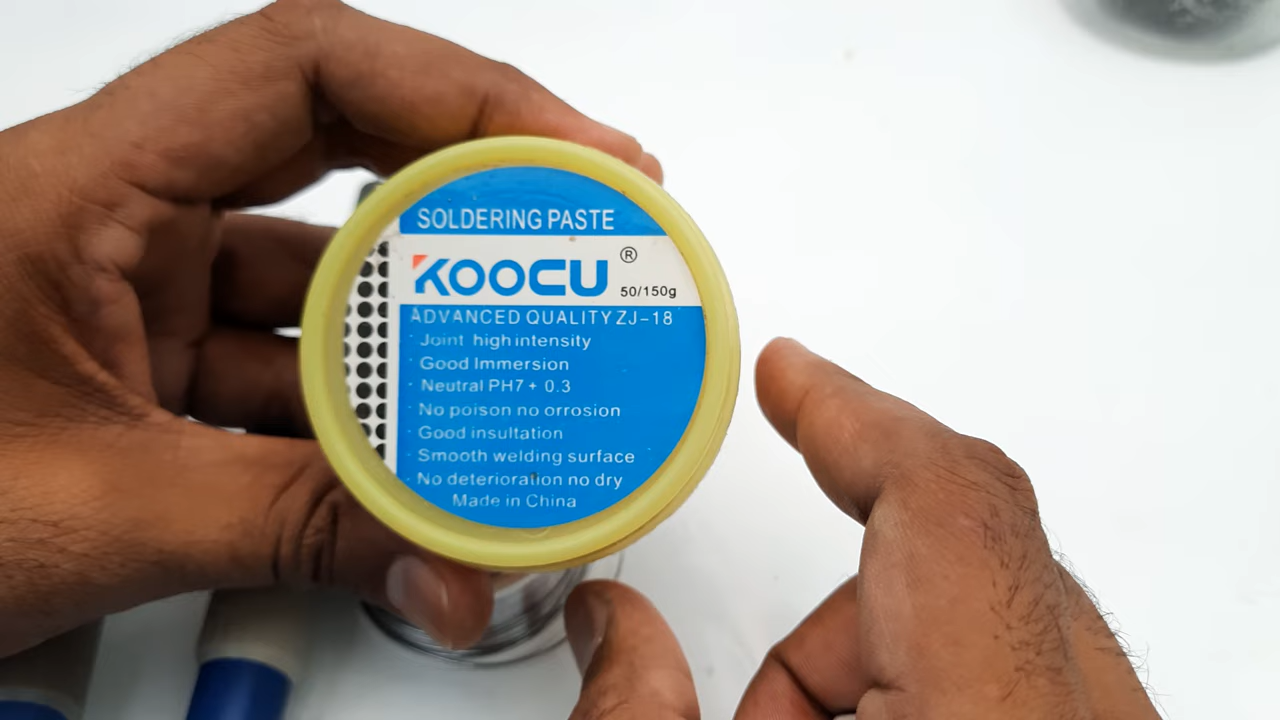 SOLDERING PASTE
KOOCU ®
50/150g
ADVANCED QUALITY ZJ-18
· Joint high intensity
· Good Immersion
· Neutral PH7 + 0.3
· No poison no orrosion
· Good insultation
· Smooth welding surface
· No deterioration no dry
Made in China